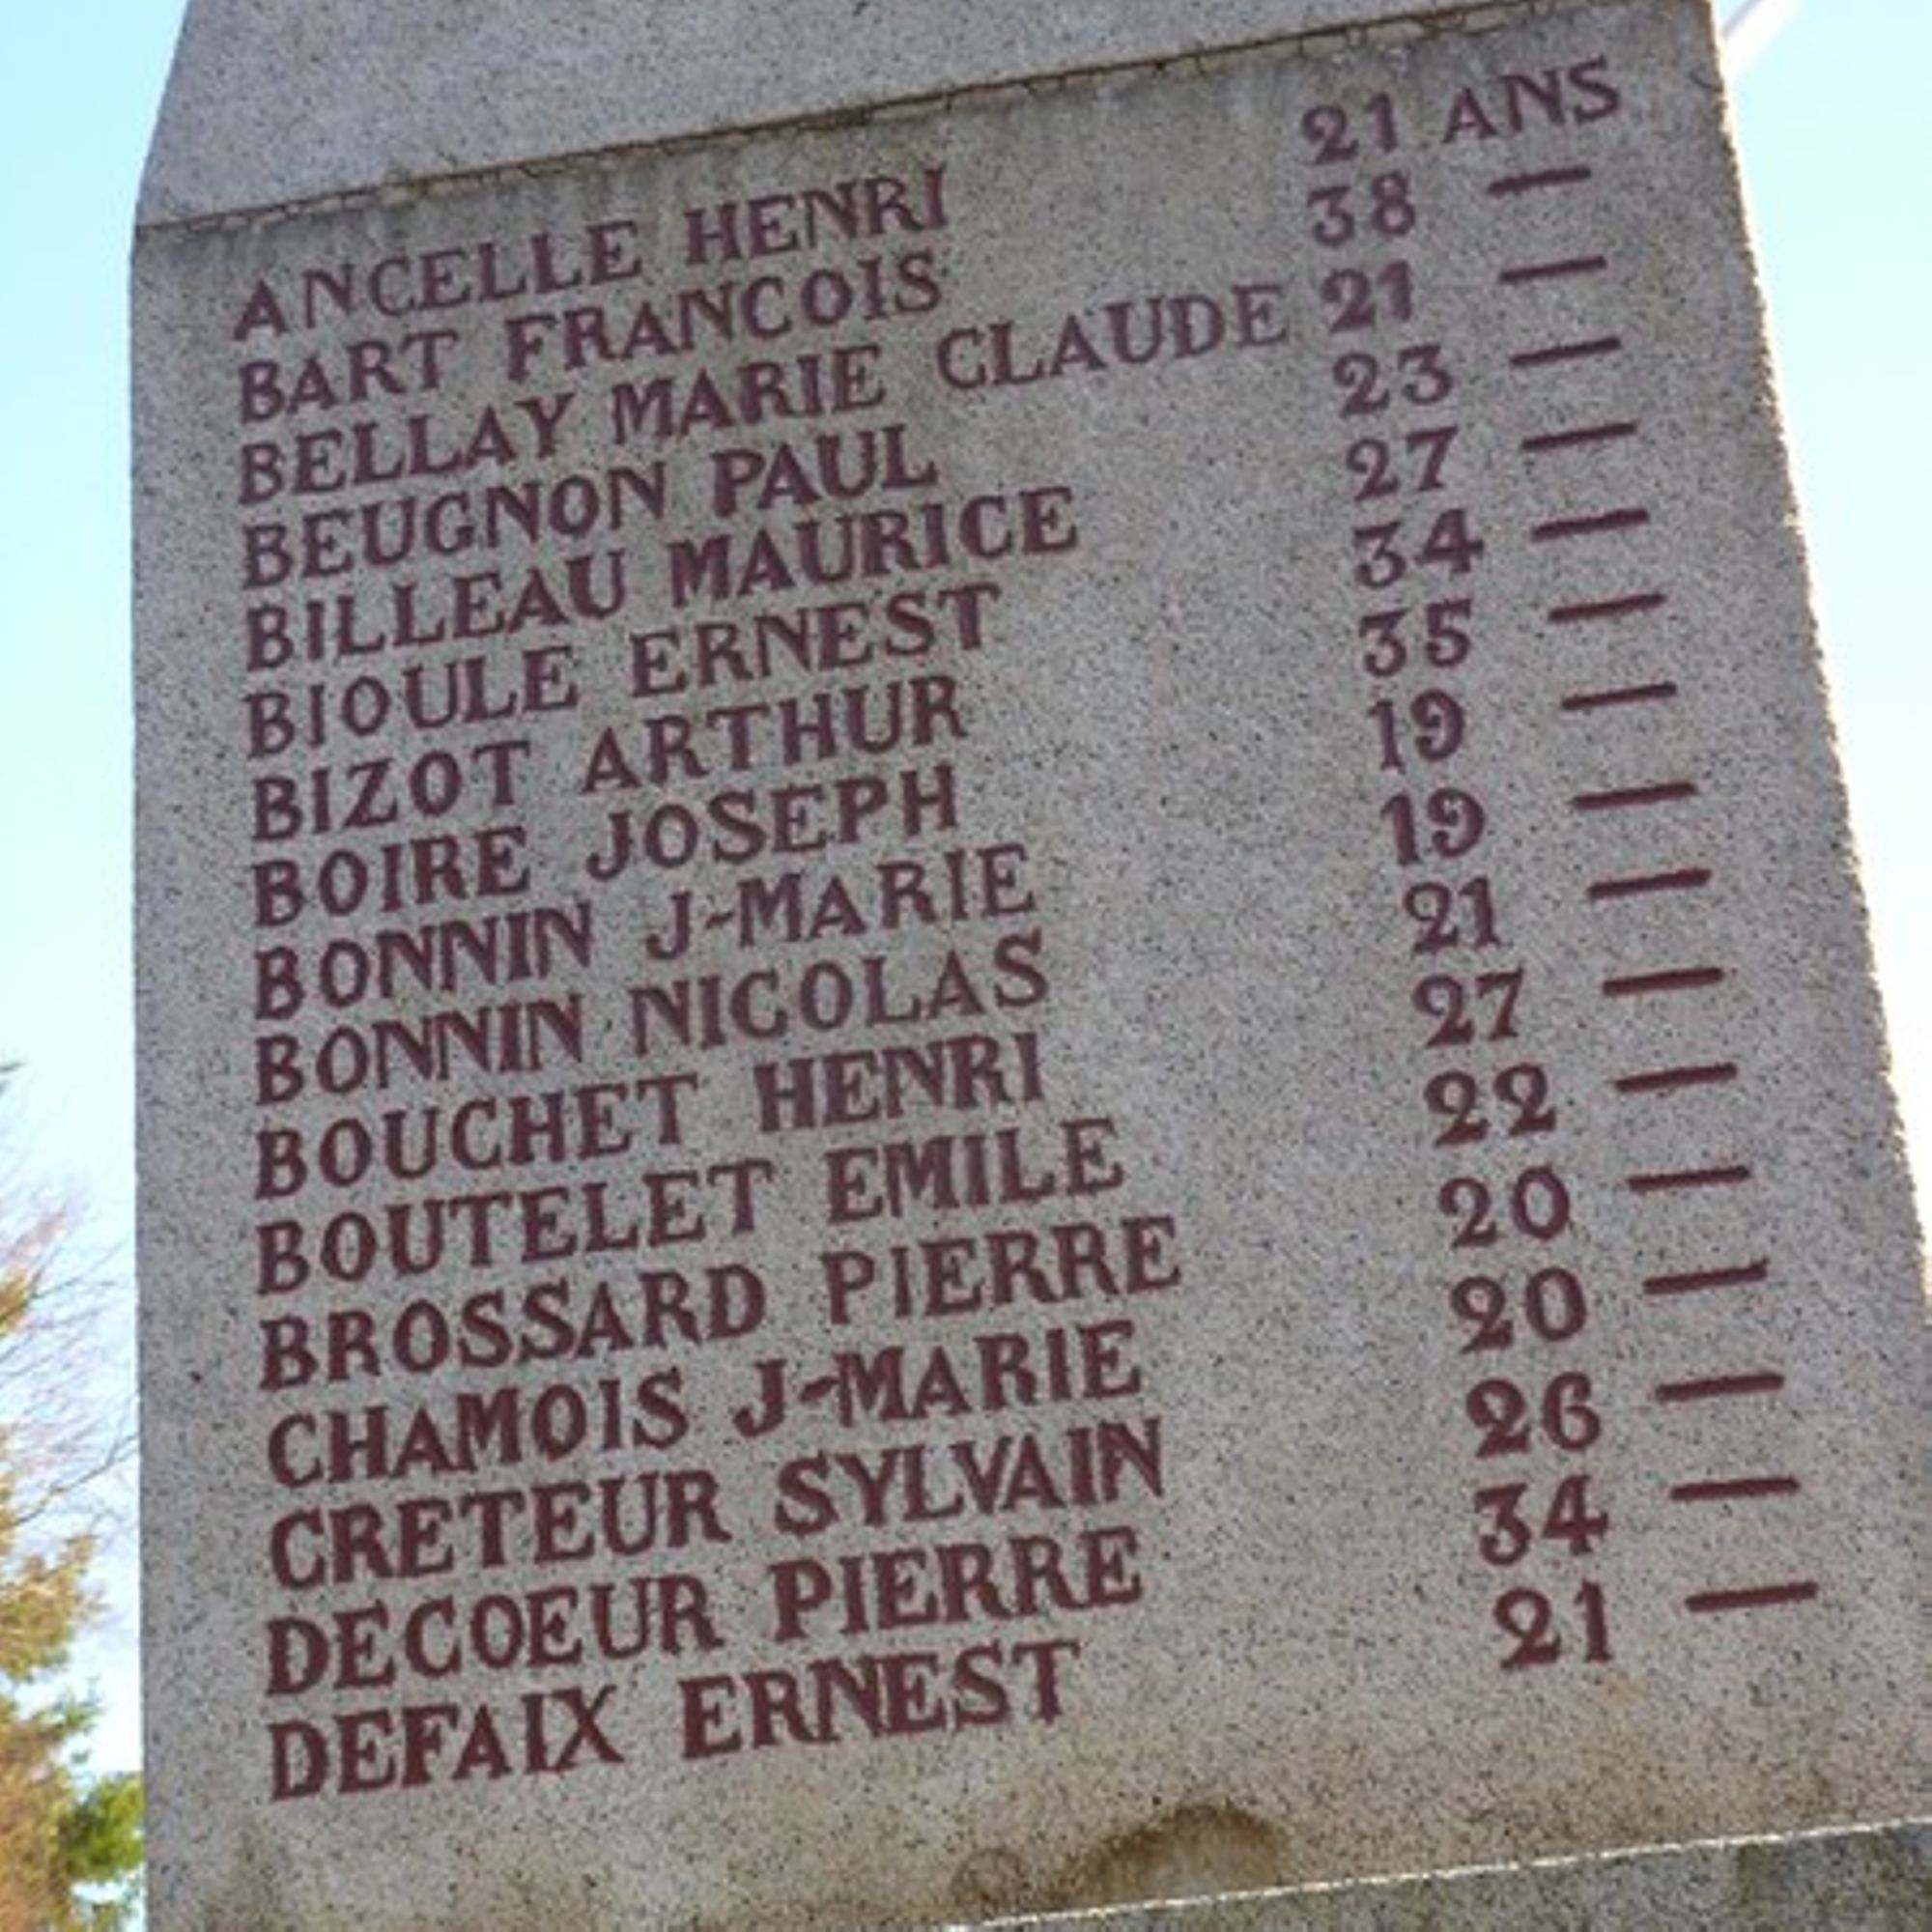 ANCELLE HENRI 21 ANS
BART FRANCOIS 38 —
BELLAY MARIE CLAUDE 21 —
BEUGNON PAUL 23 —
BILLEAU MAURICE 27 —
BIOULE ERNEST 34 —
BIZOT ARTHUR 35 —
BOIRE JOSEPH 19 —
BONNIN J-MARIE 19 —
BONNIN NICOLAS 21 —
BOUCHET HENRI 27 —
BOUTELET EMILE 22 —
BROSSARD PIERRE 20 —
CHAMOIS J-MARIE 20 —
CRETEUR SYLVAIN 26 —
DECOEUR PIERRE 34 —
DEFAIX ERNEST 21 —